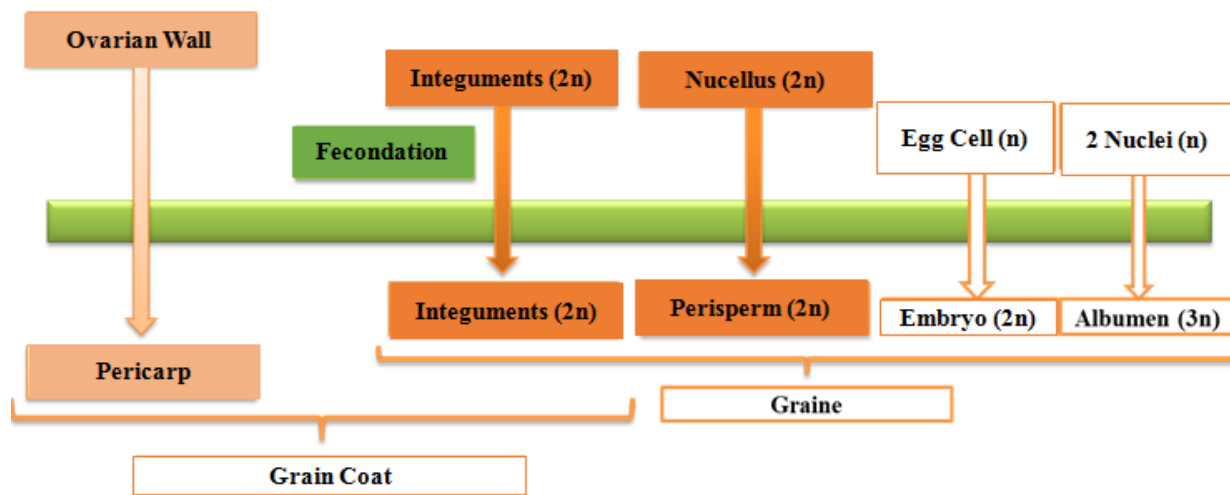 Ovarian Wall
Integuments (2n)
Nucellus (2n)
Fecondation
Egg Cell (n)
2 Nuclei (n)
Integuments (2n)
Perisperm (2n)
Embryo (2n)
Albumen (3n)
Pericarp
Graine
Grain Coat